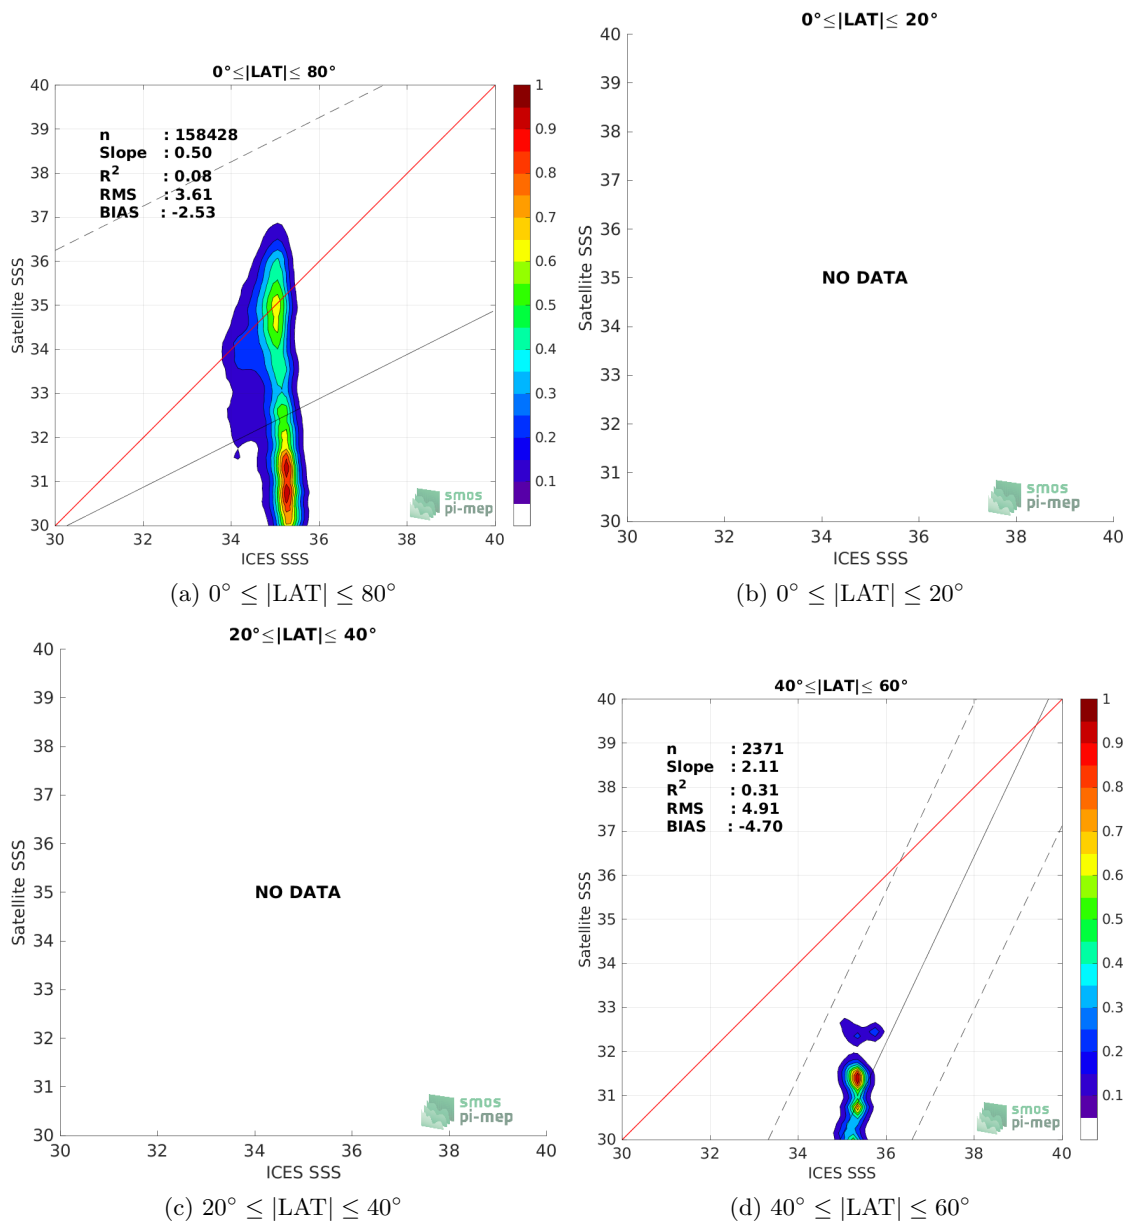 0°≤|LAT|≤ 80°
40
39
38
37
36
35
34
33
32
31
30
Satellite SSS
n : 158428
Slope : 0.50
R² : 0.08
RMS : 3.61
BIAS : -2.53
smos
pi-mep
30 32 34 36 38 40
ICES SSS
1
0.9
0.8
0.7
0.6
0.5
0.4
0.3
0.2
0.1
(a) 0° ≤ |LAT| ≤ 80°
0°≤|LAT|≤ 20°
40
39
38
37
36
35
34
33
32
31
30
Satellite SSS
NO DATA
smos
pi-mep
30 32 34 36 38 40
ICES SSS
(b) 0° ≤ |LAT| ≤ 20°
20°≤|LAT|≤ 40°
40
39
38
37
36
35
34
33
32
31
30
Satellite SSS
NO DATA
smos
pi-mep
30 32 34 36 38 40
ICES SSS
(c) 20° ≤ |LAT| ≤ 40°
40°≤|LAT|≤ 60°
40
39
38
37
36
35
34
33
32
31
30
Satellite SSS
n : 2371
Slope : 2.11
R² : 0.31
RMS : 4.91
BIAS : -4.70
smos
pi-mep
30 32 34 36 38 40
ICES SSS
1
0.9
0.8
0.7
0.6
0.5
0.4
0.3
0.2
0.1
(d) 40° ≤ |LAT| ≤ 60°